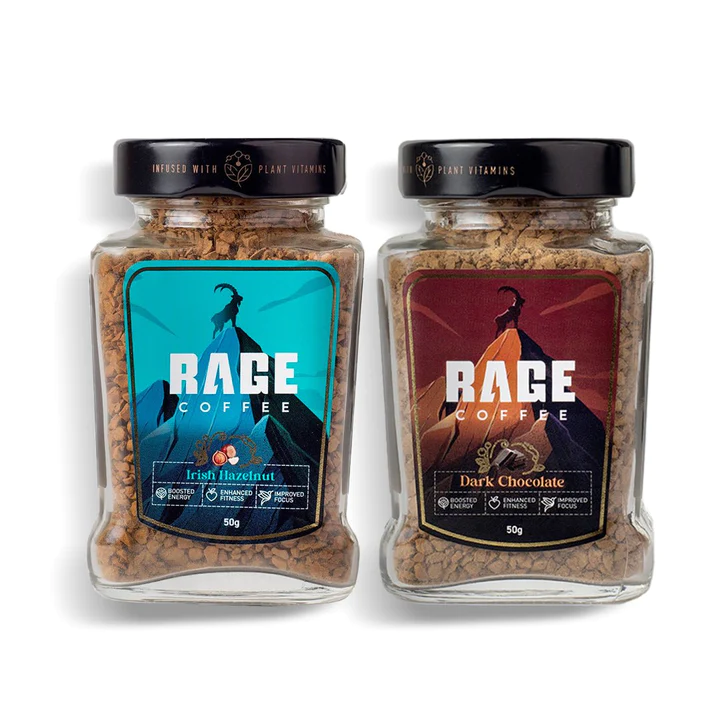 INFUSED WITH PLANT VITAMINS
RAGE
COFFEE
Irish Hazelnut
BOOSTED
ENERGY
ENHANCED
FITNESS
IMPROVED
FOCUS
50g
PLANT VITAMINS
RAGE
COFFEE
Dark Chocolate
BOOSTED
ENERGY
ENHANCED
FITNESS
IMPROVED
FOCUS
50g